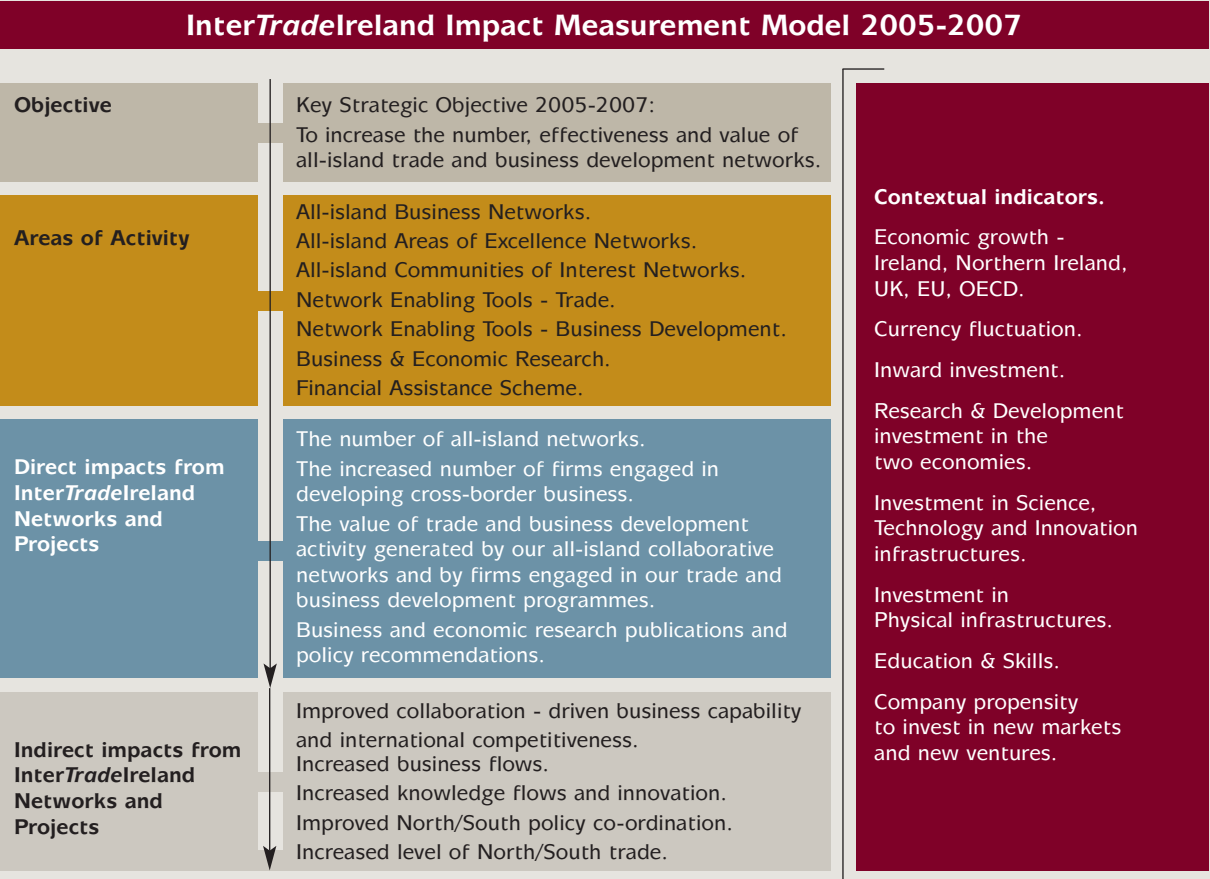 InterTradeIreland Impact Measurement Model 2005-2007
Objective
Key Strategic Objective 2005-2007:
To increase the number, effectiveness and value of
all-island trade and business development networks.
Areas of Activity
All-island Business Networks.
All-island Areas of Excellence Networks.
All-island Communities of Interest Networks.
Network Enabling Tools - Trade.
Network Enabling Tools - Business Development.
Business & Economic Research.
Financial Assistance Scheme.
Direct impacts from
InterTradeIreland
Networks and
Projects
The number of all-island networks.
The increased number of firms engaged in
developing cross-border business.
The value of trade and business development
activity generated by our all-island collaborative
networks and by firms engaged in our trade and
business development programmes.
Business and economic research publications and
policy recommendations.
Indirect impacts from
InterTradeIreland
Networks and
Projects
Improved collaboration - driven business capability
and international competitiveness.
Increased business flows.
Increased knowledge flows and innovation.
Improved North/South policy co-ordination.
Increased level of North/South trade.
Contextual indicators.
Economic growth -
Ireland, Northern Ireland,
UK, EU, OECD.
Currency fluctuation.
Inward investment.
Research & Development
investment in the
two economies.
Investment in Science,
Technology and Innovation
infrastructures.
Investment in
Physical infrastructures.
Education & Skills.
Company propensity
to invest in new markets
and new ventures.